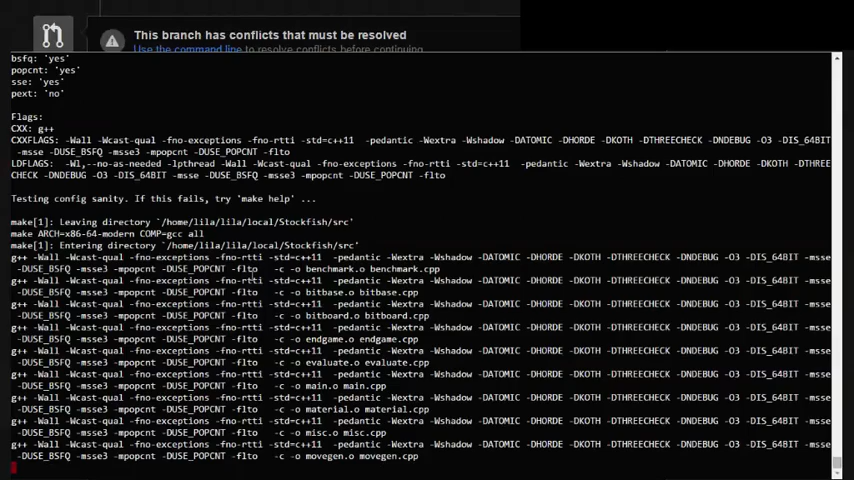 This branch has conflicts that must be resolved
Use the command line to resolve conflicts before continuing.
bsfq: 'yes'
popcnt: 'yes'
sse: 'yes'
pext: 'no'
Flags:
CXX: g++
CXXFLAGS: -Wall -Wcast-qual -fno-exceptions -fno-rtti -std=c++11  -pedantic -Wextra -Wshadow -DATOMIC -DHORDE -DKOTH -DTHREECHECK -DNDEBUG -O3 -DIS_64BIT
-msse -DUSE_BSFQ -msse3 -mpopcnt -DUSE_POPCNT -flto
LDFLAGS:  -Wl,--no-as-needed -lpthread -Wall -Wcast-qual -fno-exceptions -fno-rtti -std=c++11  -pedantic -Wextra -Wshadow -DATOMIC -DHORDE -DKOTH -DTHREE
CHECK -DNDEBUG -O3 -DIS_64BIT -msse -DUSE_BSFQ -msse3 -mpopcnt -DUSE_POPCNT -flto
Testing config sanity. If this fails, try 'make help' ...
make[1]: Leaving directory `/home/lila/lila/local/Stockfish/src'
make ARCH=x86-64-modern COMP=gcc all
make[1]: Entering directory `/home/lila/lila/local/Stockfish/src'
g++ -Wall -Wcast-qual -fno-exceptions -fno-rtti -std=c++11  -pedantic -Wextra -Wshadow -DATOMIC -DHORDE -DKOTH -DTHREECHECK -DNDEBUG -O3 -DIS_64BIT -msse
-DUSE_BSFQ -msse3 -mpopcnt -DUSE_POPCNT -flto   -c -o benchmark.o benchmark.cpp
g++ -Wall -Wcast-qual -fno-exceptions -fno-rtti -std=c++11  -pedantic -Wextra -Wshadow -DATOMIC -DHORDE -DKOTH -DTHREECHECK -DNDEBUG -O3 -DIS_64BIT -msse
-DUSE_BSFQ -msse3 -mpopcnt -DUSE_POPCNT -flto   -c -o bitbase.o bitbase.cpp
g++ -Wall -Wcast-qual -fno-exceptions -fno-rtti -std=c++11  -pedantic -Wextra -Wshadow -DATOMIC -DHORDE -DKOTH -DTHREECHECK -DNDEBUG -O3 -DIS_64BIT -msse
-DUSE_BSFQ -msse3 -mpopcnt -DUSE_POPCNT -flto   -c -o bitboard.o bitboard.cpp
g++ -Wall -Wcast-qual -fno-exceptions -fno-rtti -std=c++11  -pedantic -Wextra -Wshadow -DATOMIC -DHORDE -DKOTH -DTHREECHECK -DNDEBUG -O3 -DIS_64BIT -msse
-DUSE_BSFQ -msse3 -mpopcnt -DUSE_POPCNT -flto   -c -o endgame.o endgame.cpp
g++ -Wall -Wcast-qual -fno-exceptions -fno-rtti -std=c++11  -pedantic -Wextra -Wshadow -DATOMIC -DHORDE -DKOTH -DTHREECHECK -DNDEBUG -O3 -DIS_64BIT -msse
-DUSE_BSFQ -msse3 -mpopcnt -DUSE_POPCNT -flto   -c -o evaluate.o evaluate.cpp
g++ -Wall -Wcast-qual -fno-exceptions -fno-rtti -std=c++11  -pedantic -Wextra -Wshadow -DATOMIC -DHORDE -DKOTH -DTHREECHECK -DNDEBUG -O3 -DIS_64BIT -msse
-DUSE_BSFQ -msse3 -mpopcnt -DUSE_POPCNT -flto   -c -o main.o main.cpp
g++ -Wall -Wcast-qual -fno-exceptions -fno-rtti -std=c++11  -pedantic -Wextra -Wshadow -DATOMIC -DHORDE -DKOTH -DTHREECHECK -DNDEBUG -O3 -DIS_64BIT -msse
-DUSE_BSFQ -msse3 -mpopcnt -DUSE_POPCNT -flto   -c -o material.o material.cpp
g++ -Wall -Wcast-qual -fno-exceptions -fno-rtti -std=c++11  -pedantic -Wextra -Wshadow -DATOMIC -DHORDE -DKOTH -DTHREECHECK -DNDEBUG -O3 -DIS_64BIT -msse
-DUSE_BSFQ -msse3 -mpopcnt -DUSE_POPCNT -flto   -c -o misc.o misc.cpp
g++ -Wall -Wcast-qual -fno-exceptions -fno-rtti -std=c++11  -pedantic -Wextra -Wshadow -DATOMIC -DHORDE -DKOTH -DTHREECHECK -DNDEBUG -O3 -DIS_64BIT -msse
-DUSE_BSFQ -msse3 -mpopcnt -DUSE_POPCNT -flto   -c -o movegen.o movegen.cpp